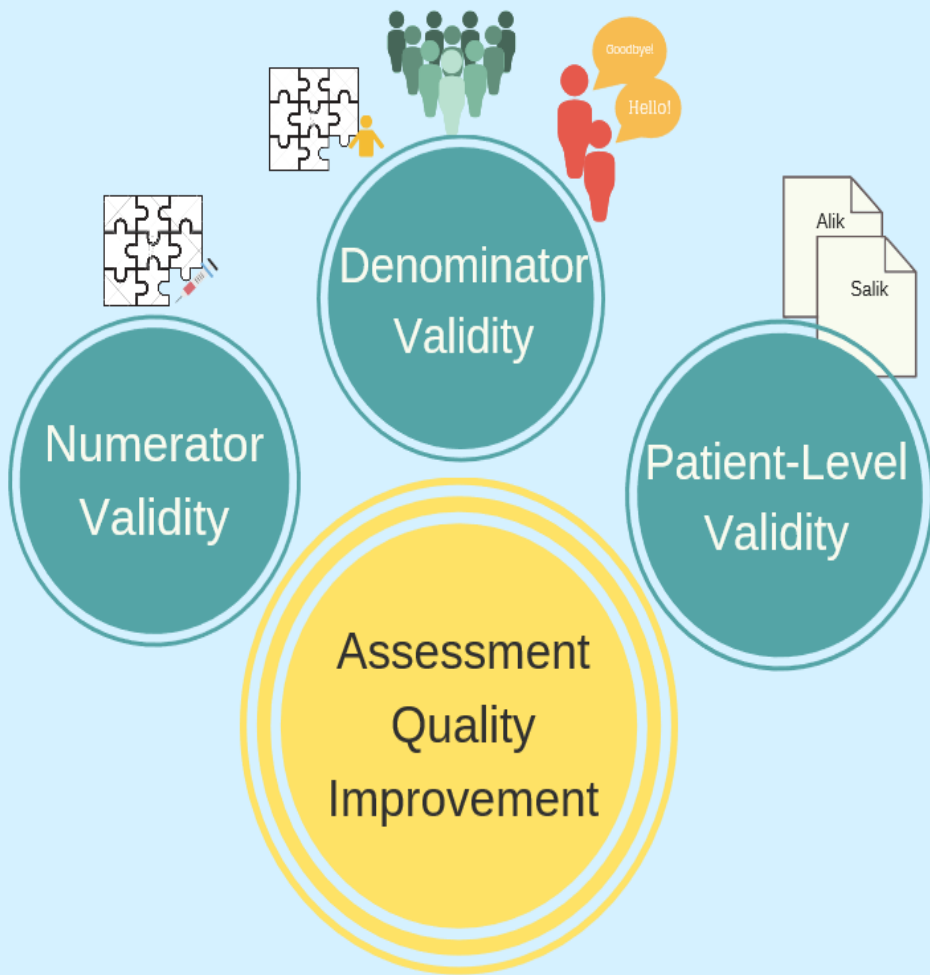 Goodbye!
Hello!
Alik
Salik
Denominator
Validity
Numerator
Validity
Patient-Level
Validity
Assessment
Quality
Improvement